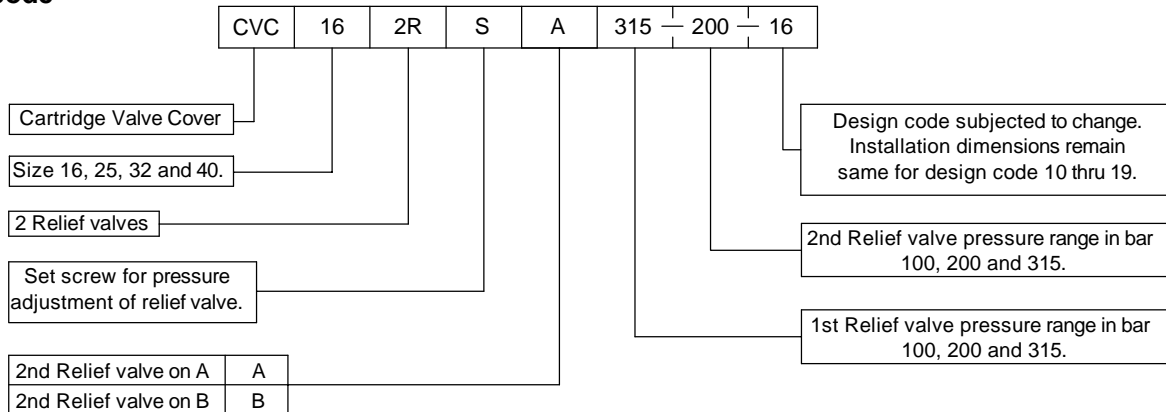 CVC 16 2R S A 315 — 200 — 16
Cartridge Valve Cover
Size 16, 25, 32 and 40.
2 Relief valves
Set screw for pressure
adjustment of relief valve.
2nd Relief valve on A A
2nd Relief valve on B B
Design code subjected to change.
Installation dimensions remain
same for design code 10 thru 19.
2nd Relief valve pressure range in bar
100, 200 and 315.
1st Relief valve pressure range in bar
100, 200 and 315.